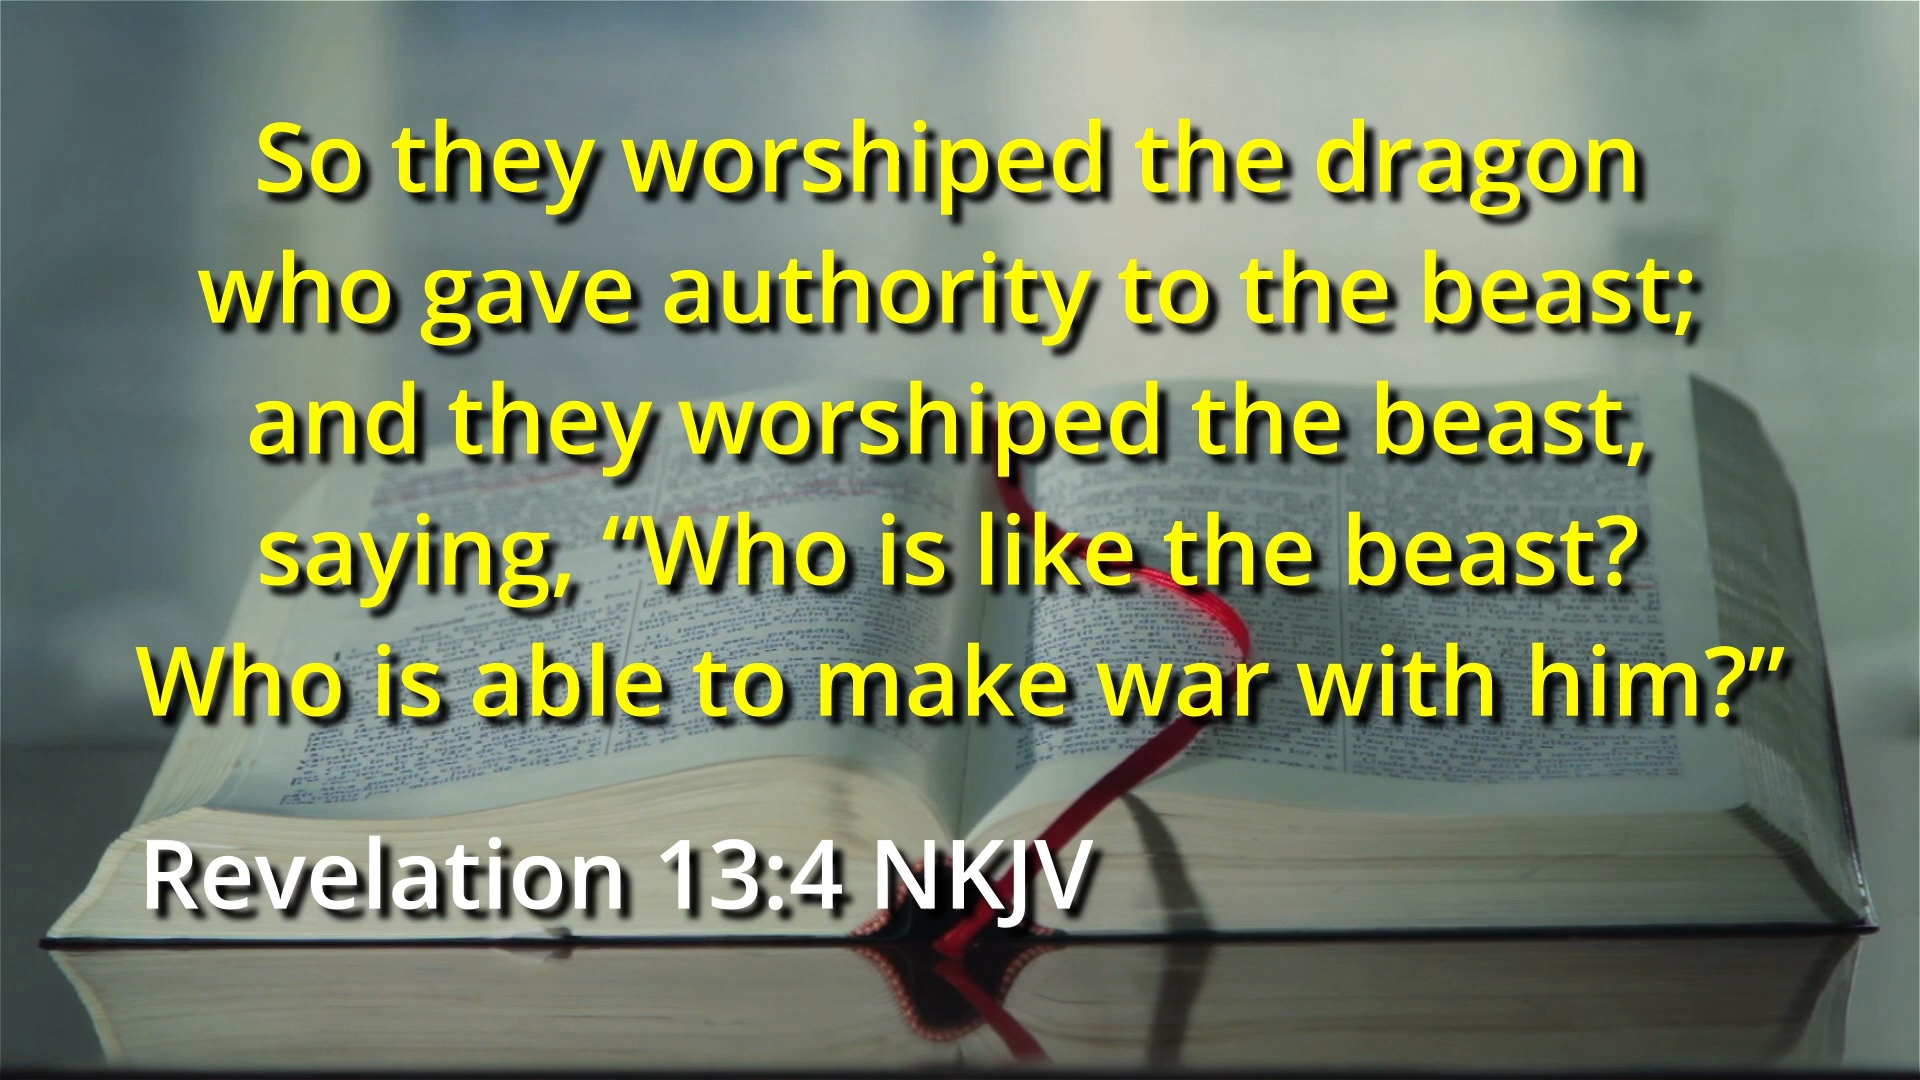 So they worshiped the dragon
who gave authority to the beast;
and they worshiped the beast,
saying, “Who is like the beast?
Who is able to make war with him?”
Revelation 13:4 NKJV